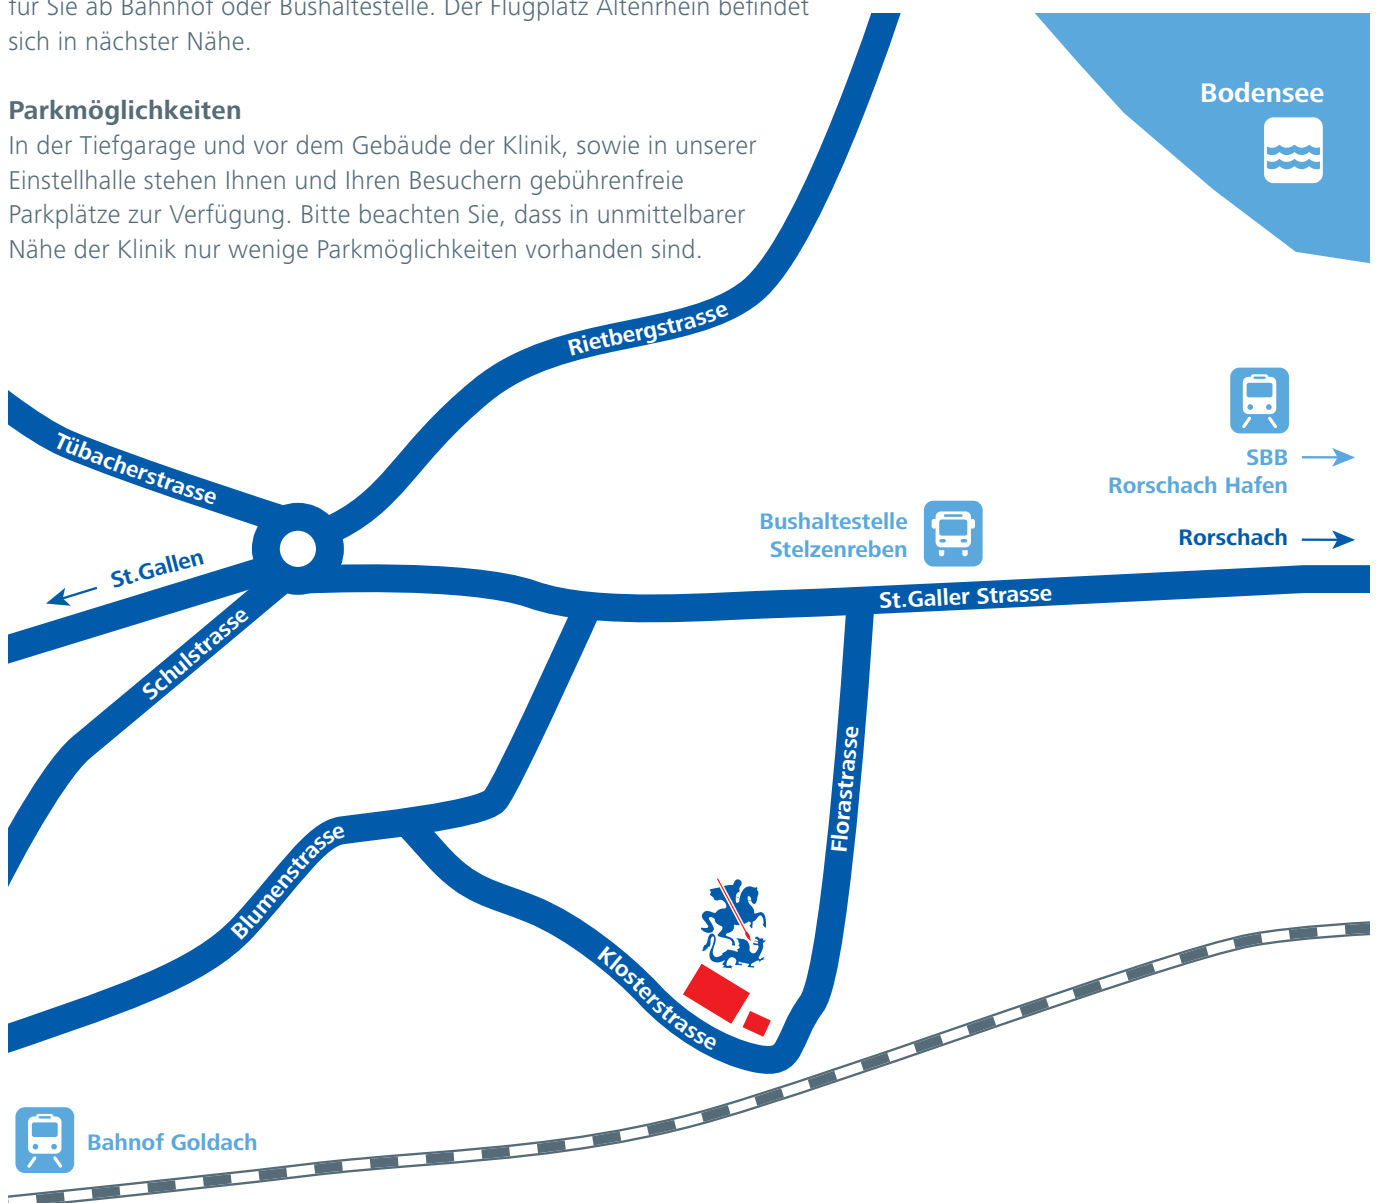 für Sie ab Bahnhof oder Bushaltestelle. Der Flugplatz Altenrhein befindet
sich in nächster Nähe.
Parkmöglichkeiten
In der Tiefgarage und vor dem Gebäude der Klinik, sowie in unserer
Einstellhalle stehen Ihnen und Ihren Besuchern gebührenfreie
Parkplätze zur Verfügung. Bitte beachten Sie, dass in unmittelbarer
Nähe der Klinik nur wenige Parkmöglichkeiten vorhanden sind.
Bodensee
Rietbergstrasse
Tübacherstrasse
SBB
Rorschach Hafen
Bushaltestelle
Stelzenreben
Rorschach
St.Gallen
St.Galler Strasse
Schulstrasse
Florastrasse
Blumenstrasse
Klosterstrasse
Bahnof Goldach